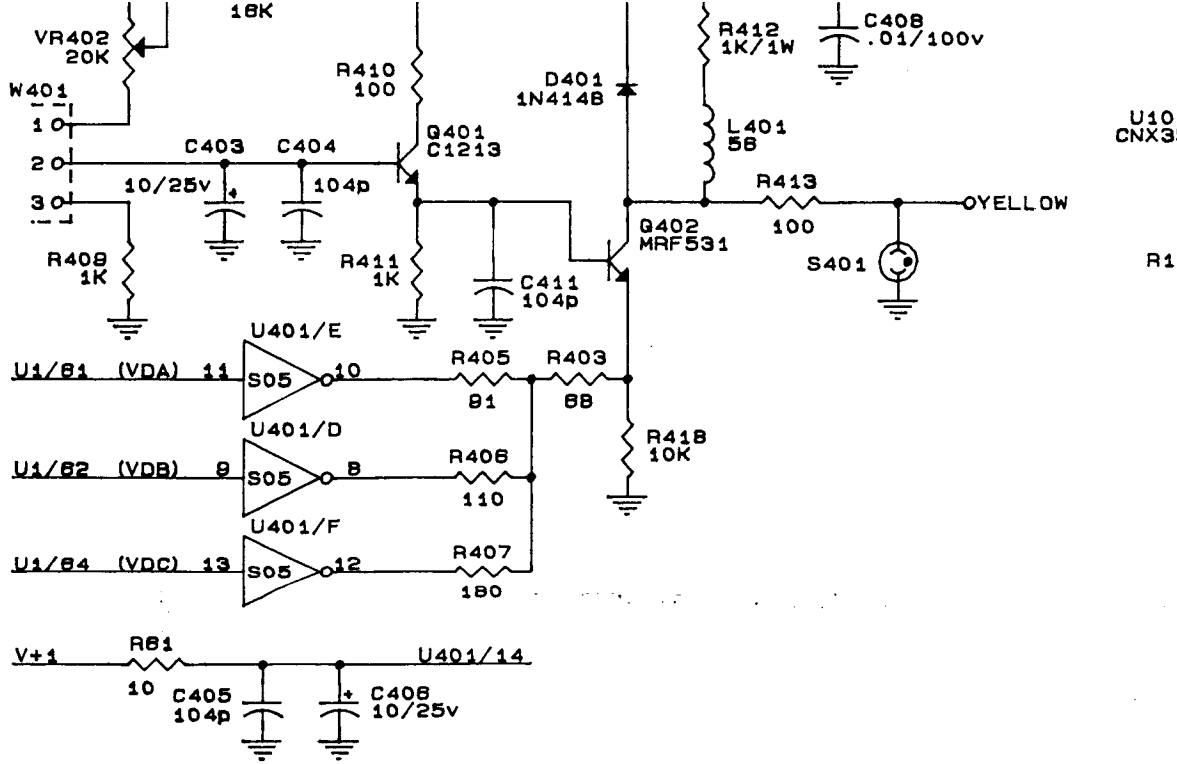 16K
VR402
20K
R412
1K/1W
C408
.01/100v
R410
100
D401
1N4148
W401
1
2
3
C403
C404
Q401
C1213
L401
56
U10
CNX3
10/25v
+
104p
R413
100
YELLOW
Q402
MRF531
R409
1K
R411
1K
C411
104p
S401
R1
U401/E
U1/61 (VDA) 11 S05 10
R405
91
R403
68
U401/D
U1/62 (VDB) 9 S05 8
R406
110
R418
10K
U401/F
U1/64 (VDC) 13 S05 12
R407
180
V+1
R61
10
U401/14
C405
104p
+
C406
10/25v